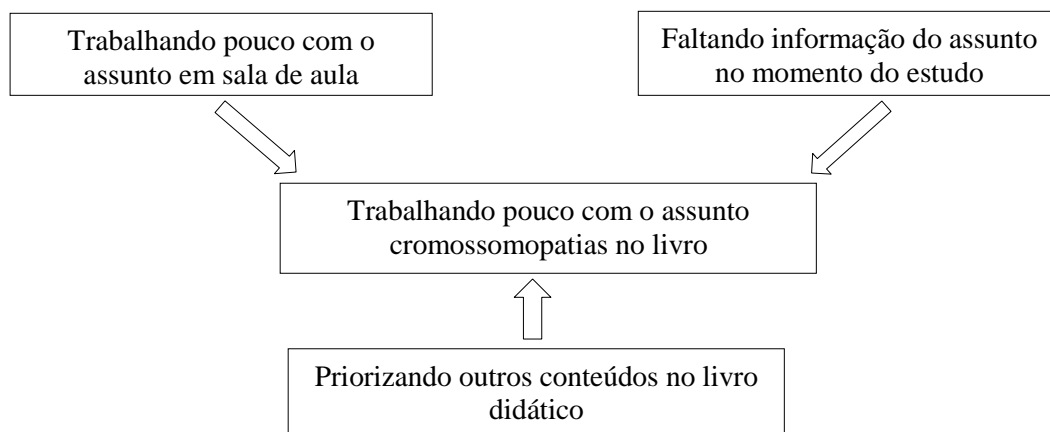 Trabalhando pouco com o
assunto em sala de aula
Faltando informação do assunto
no momento do estudo
Trabalhando pouco com o assunto
cromossomopatias no livro
Priorizando outros conteúdos no livro
didático